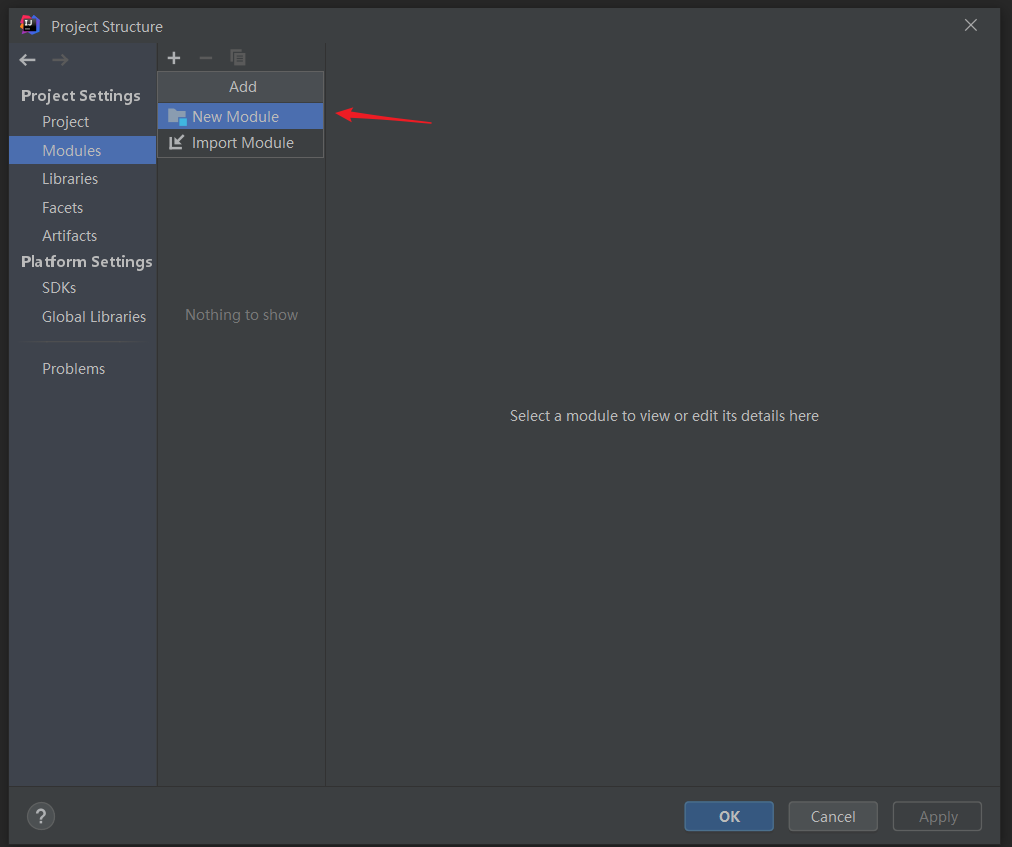 Project Structure
Project Settings
Project
Modules
Libraries
Facets
Artifacts
Platform Settings
SDKs
Global Libraries
Problems
Add
New Module
Import Module
Nothing to show
Select a module to view or edit its details here
?
OK
Cancel
Apply